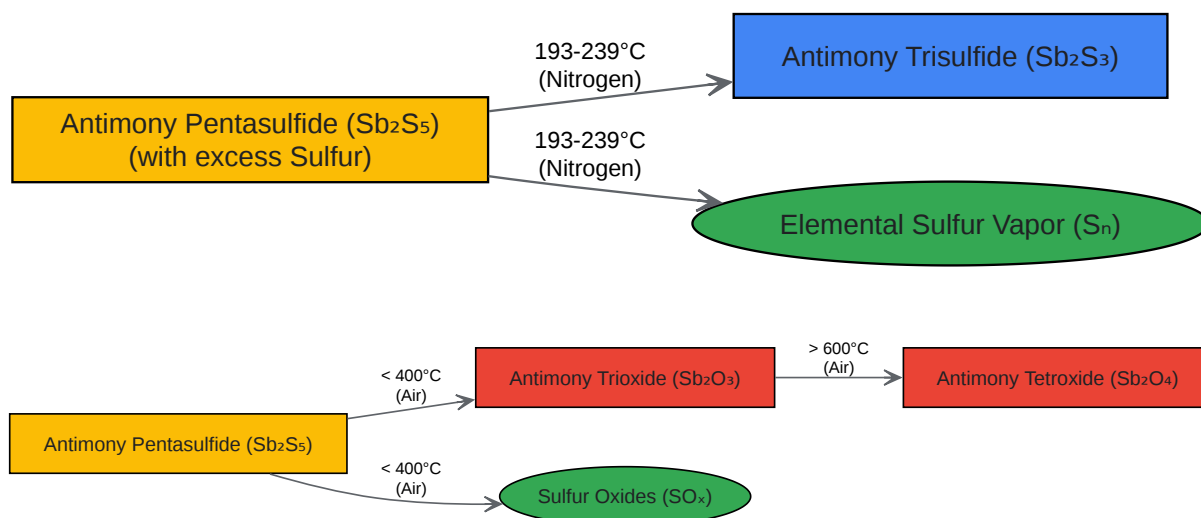 193-239°C
(Nitrogen)
Antimony Trisulfide (Sb₂S₃)
Antimony Pentasulfide (Sb₂S₅)
(with excess Sulfur)
193-239°C
(Nitrogen)
Elemental Sulfur Vapor (Sₙ)
< 400°C
(Air)
Antimony Trioxide (Sb₂O₃)
> 600°C
(Air)
Antimony Tetroxide (Sb₂O₄)
Antimony Pentasulfide (Sb₂S₅)
< 400°C
(Air)
Sulfur Oxides (SOₓ)